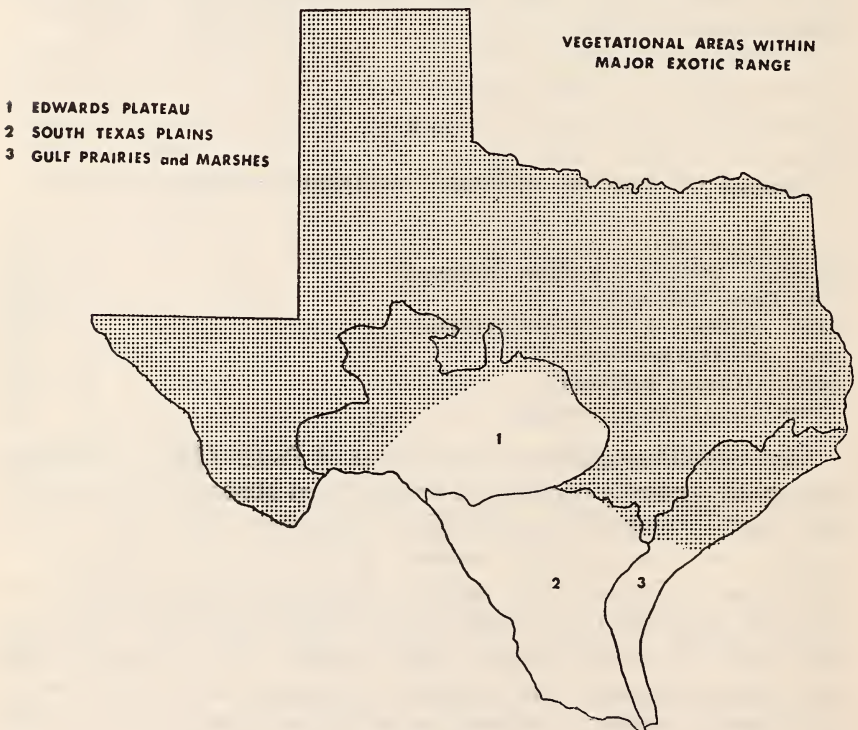 VEGETATIONAL AREAS WITHIN
MAJOR EXOTIC RANGE
1 EDWARDS PLATEAU
2 SOUTH TEXAS PLAINS
3 GULF PRAIRIES and MARSHES
1
2
3